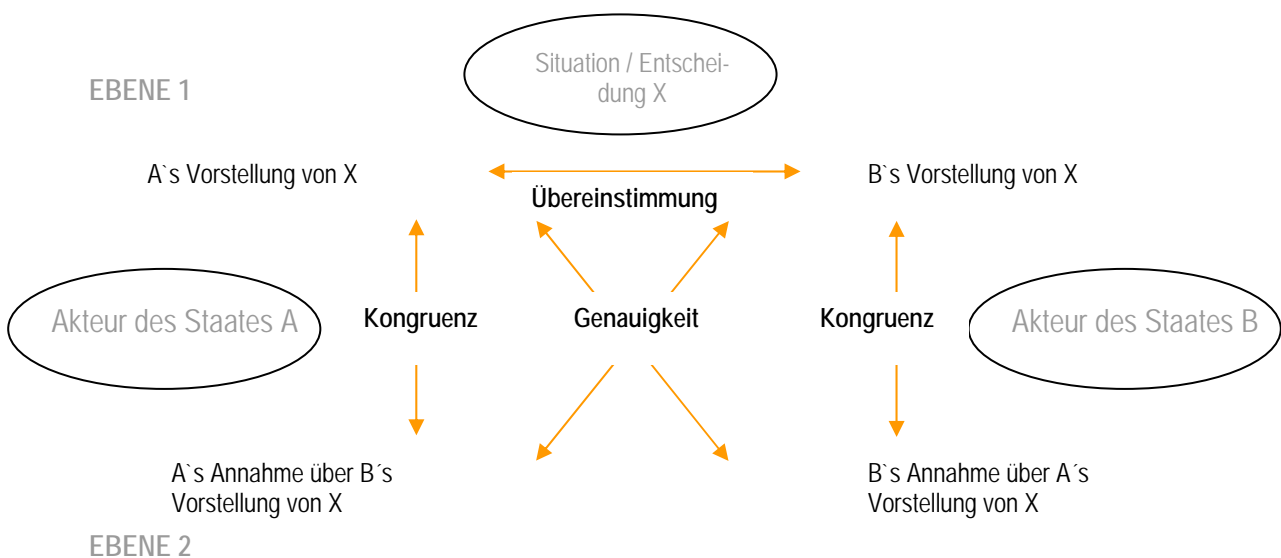 Situation / Entschei-
dung X
EBENE 1
A`s Vorstellung von X
B`s Vorstellung von X
Übereinstimmung
Akteur des Staates A
Kongruenz
Genauigkeit
Kongruenz
Akteur des Staates B
A`s Annahme über B´s
Vorstellung von X
B`s Annahme über A´s
Vorstellung von X
EBENE 2